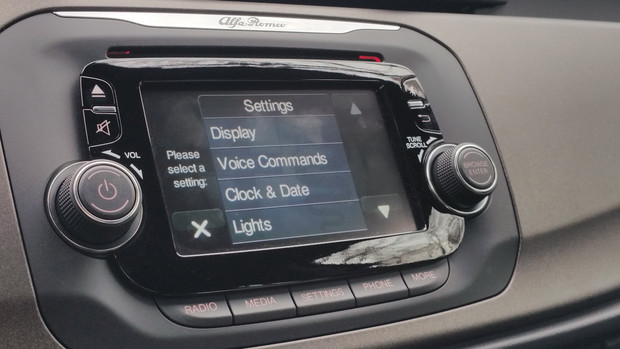 Alfa Romeo
Settings
Display
Please
select a
setting:
Voice Commands
Clock & Date
Lights
VOL
TUNE
SCROLL
BROWSE
ENTER
RADIO
MEDIA
SETTINGS
PHONE
MORE